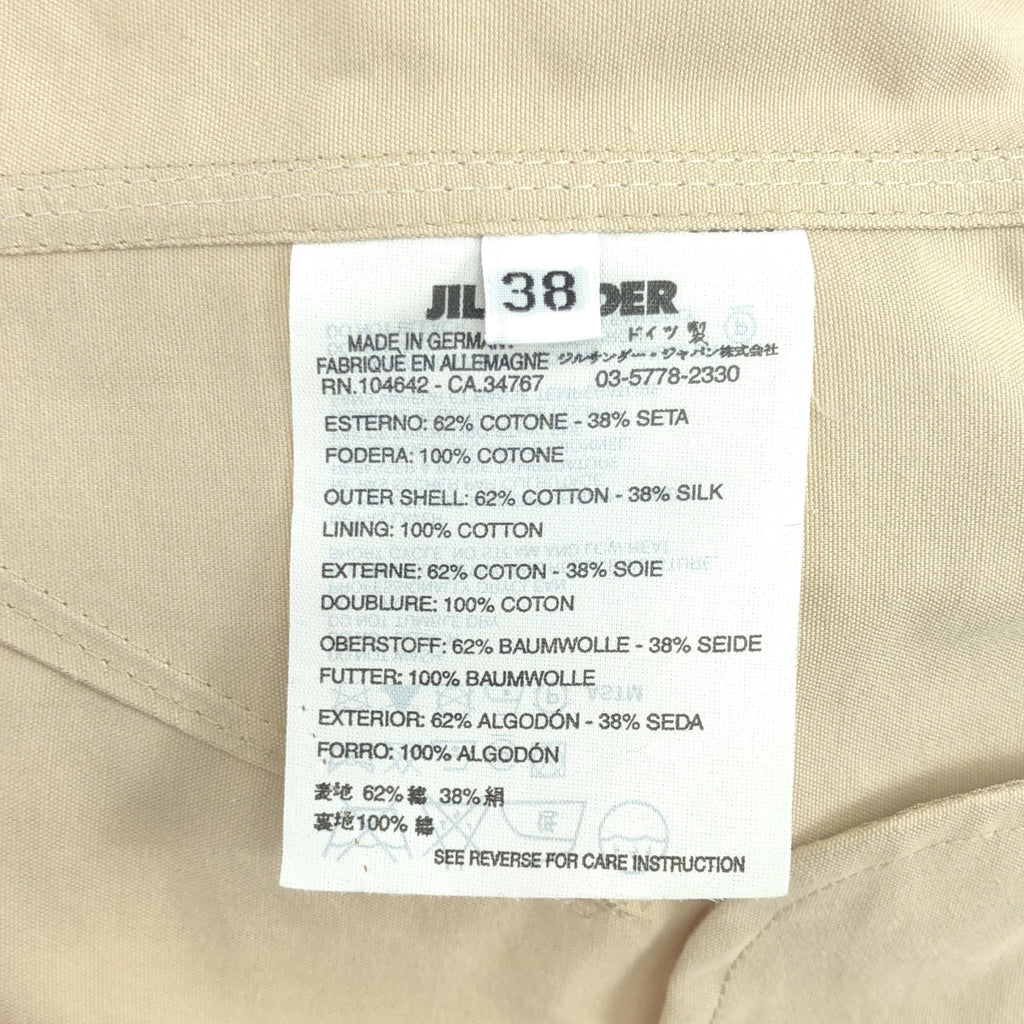 38
MADE IN GERMANY
ドイツ製
FABRIQUÉ EN ALLEMAGNE
ジルサンダー・ジャパン株式会社
RN.104642 - CA.34767
03-5778-2330
ESTERNO: 62% COTONE - 38% SETA
FODERA: 100% COTONE
OUTER SHELL: 62% COTTON - 38% SILK
LINING: 100% COTTON
EXTERNE: 62% COTON - 38% SOIE
DOUBLURE: 100% COTON
OBERSTOFF: 62% BAUMWOLLE - 38% SEIDE
FUTTER: 100% BAUMWOLLE
EXTERIOR: 62% ALGODÓN - 38% SEDA
FORRO: 100% ALGODÓN
表地 62% 綿 38% 絹
裏地100% 綿
SEE REVERSE FOR CARE INSTRUCTION